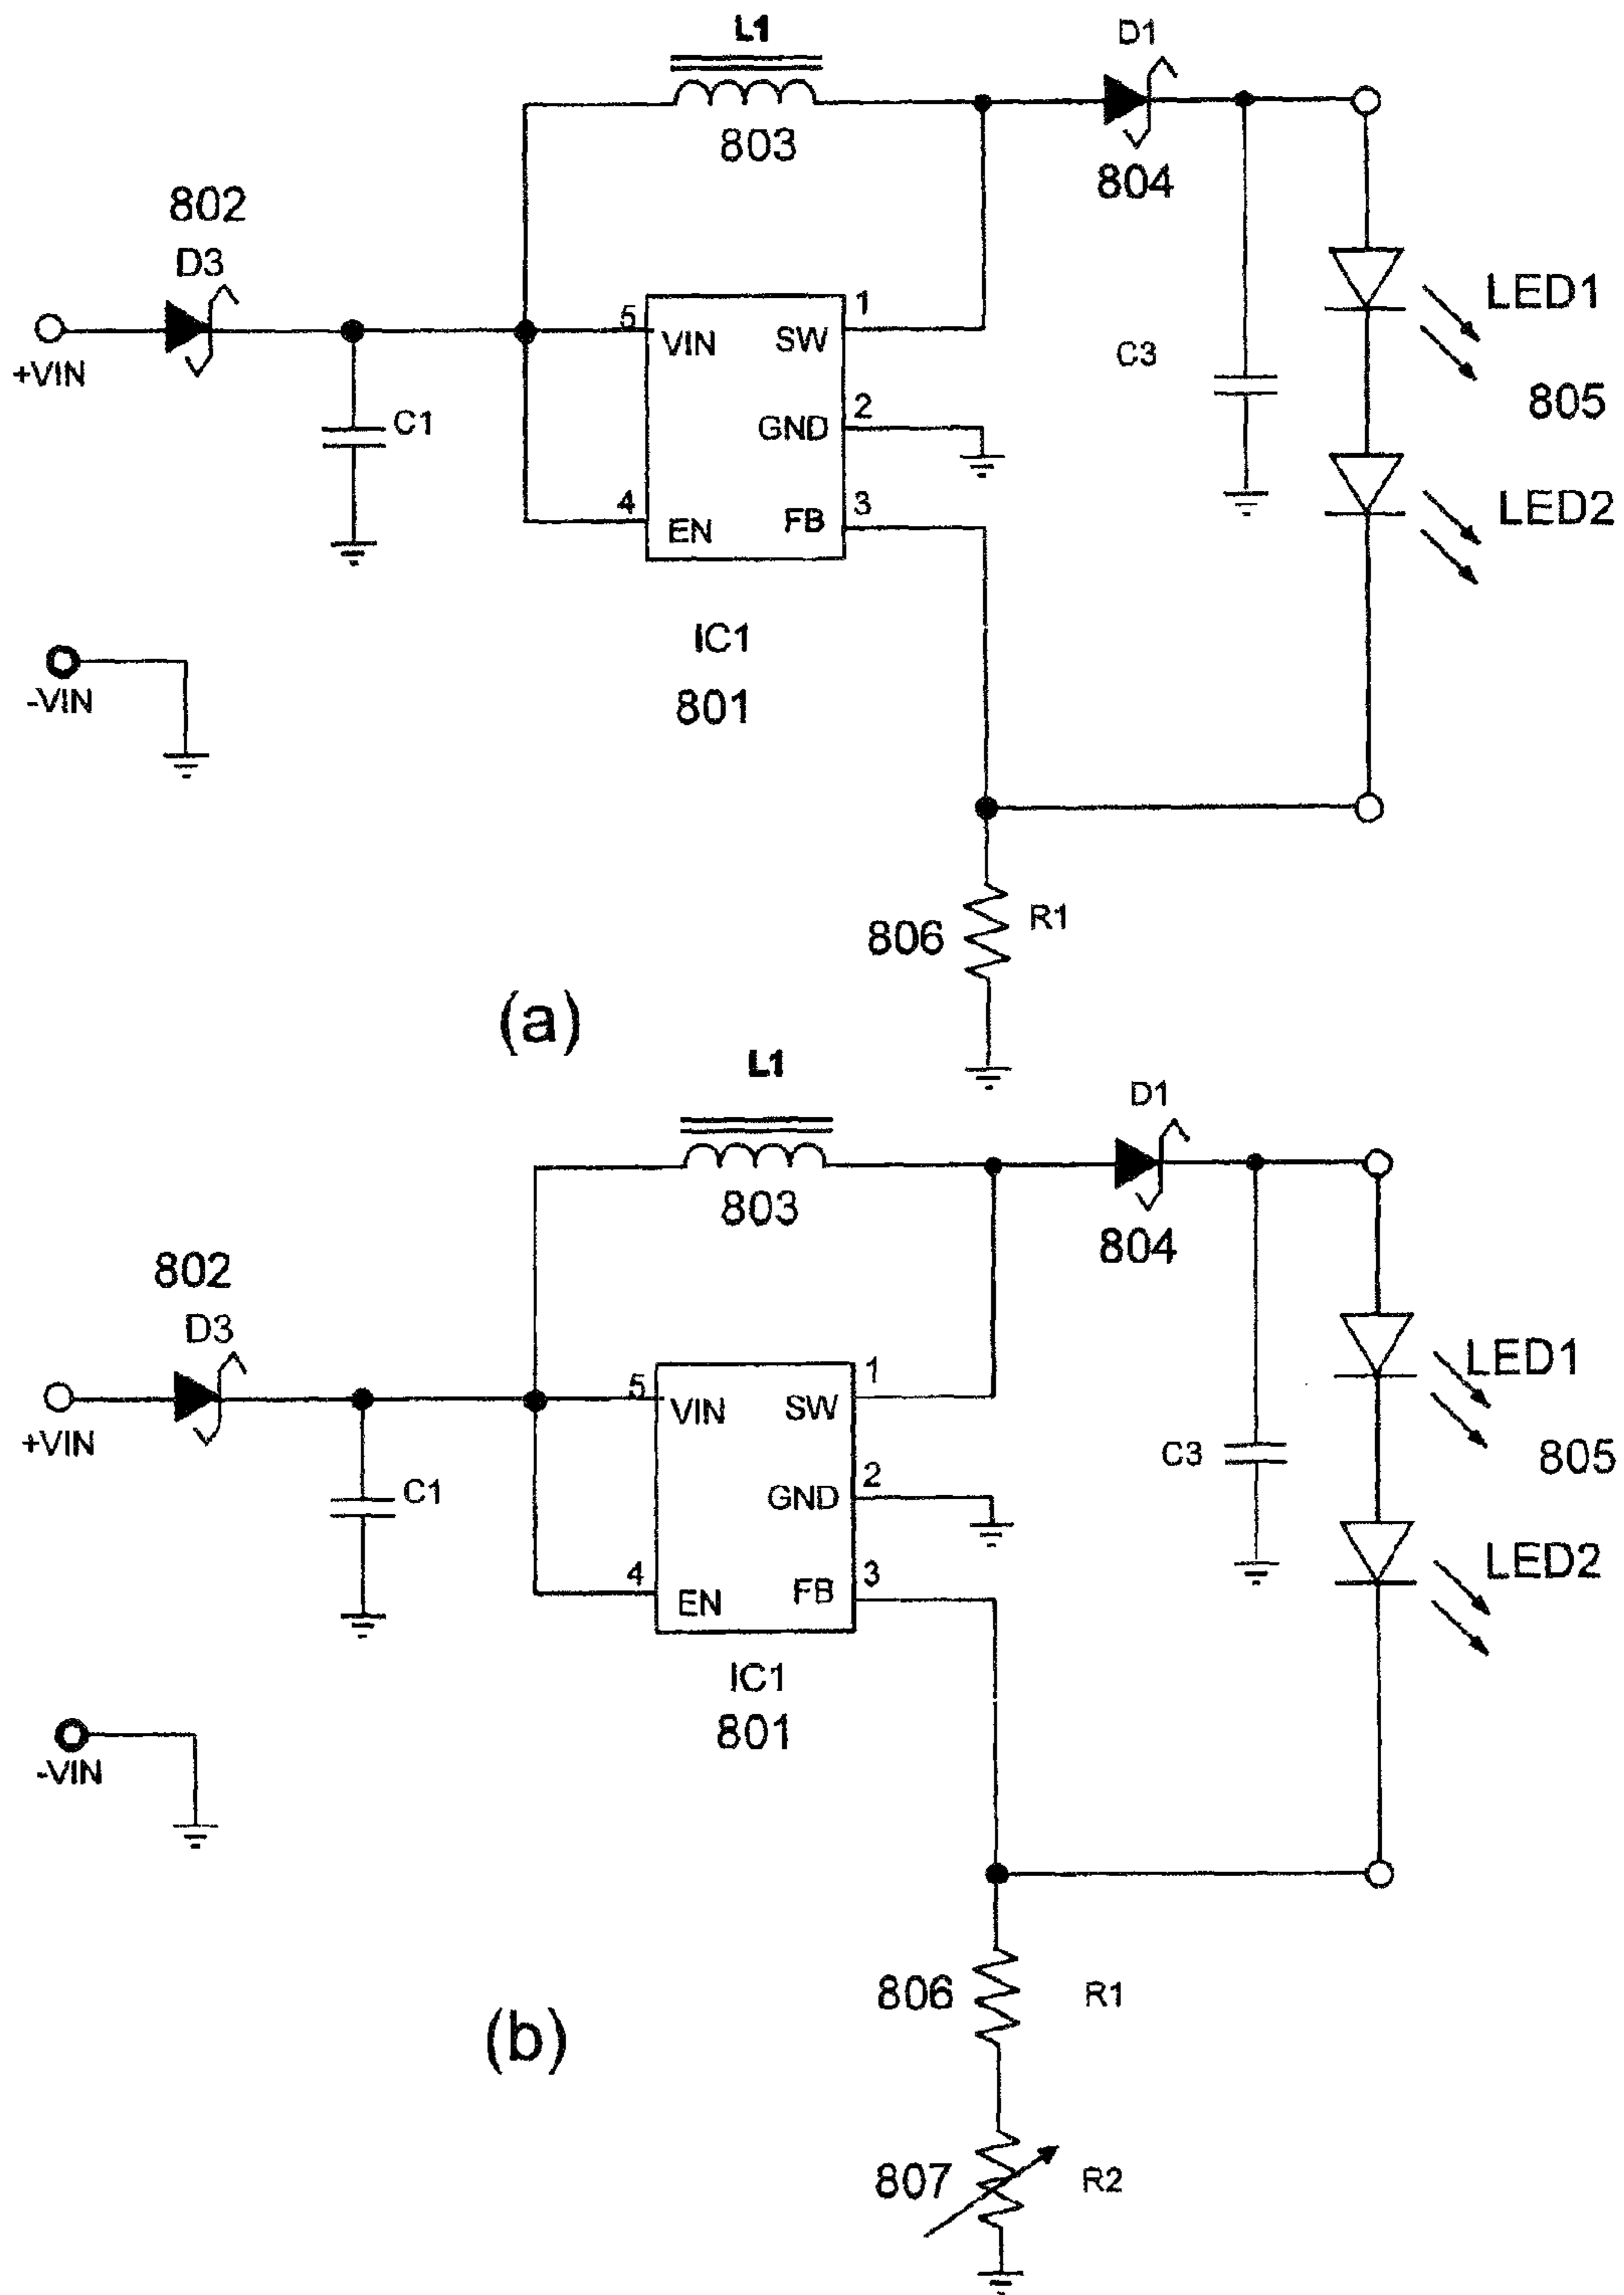 L1
D1
803
804
802
D3
+VIN
C1
5
VIN
SW
1
GND
2
4
EN
FB
3
C3
LED1
805
LED2
IC1
801
-VIN
806
R1
(a)
L1
D1
803
804
802
D3
+VIN
C1
5
VIN
SW
1
GND
2
4
EN
FB
3
C3
LED1
805
LED2
IC1
801
-VIN
806
R1
(b)
807
R2